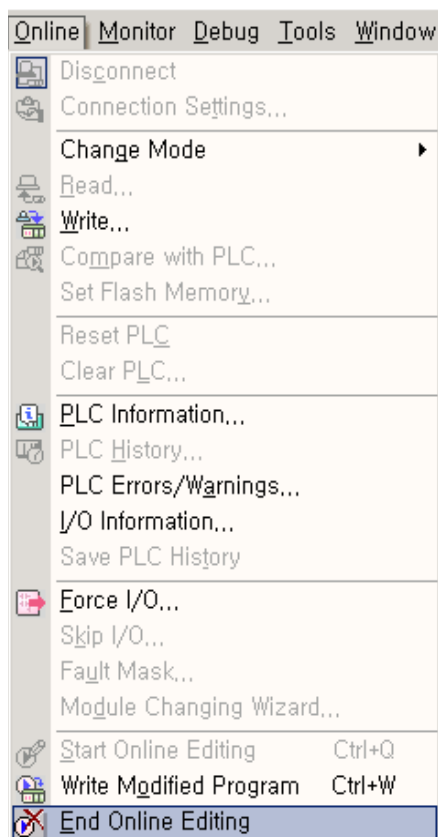 Online Monitor Debug Tools Window
Disconnect
Connection Settings...
Change Mode
Read...
Write...
Compare with PLC...
Set Flash Memory...
Reset PLC
Clear PLC...
PLC Information...
PLC History...
PLC Errors/Warnings...
I/O Information...
Save PLC History
Force I/O...
Skip I/O...
Fault Mask...
Module Changing Wizard...
Start Online Editing Ctrl+Q
Write Modified Program Ctrl+W
End Online Editing